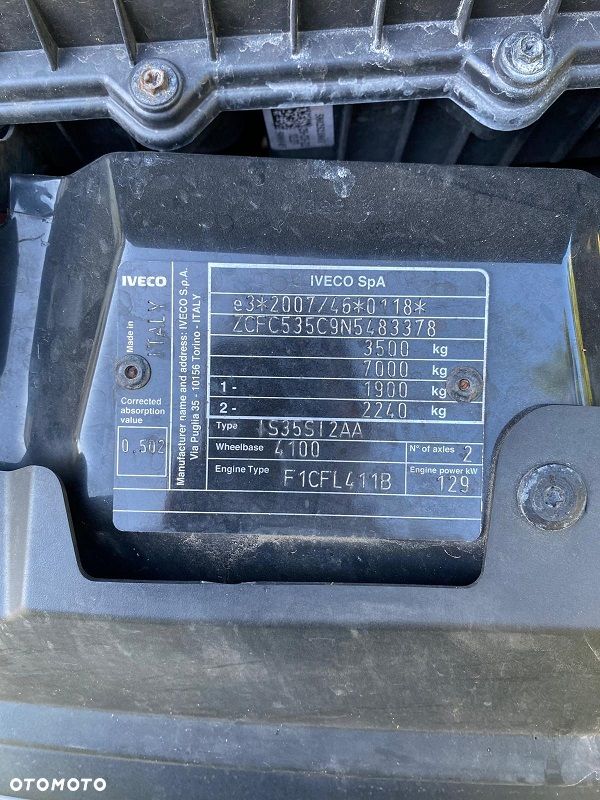 IVECO
Made in
ITALY
Corrected
absorption
value
0.502
Manufacturer name and address: IVECO S.p.A.
Via Puglia 35 - 10156 Torino - ITALY
IVECO SpA
e3*2007/46*0118*
ZCFC535C9N5483378
3500 kg
7000 kg
1- 1900 kg
2- 2240 kg
Type IS35SI2AA
Wheelbase 4100 N° of axles 2
Engine Type F1CFL411B Engine power kW 129
OTOMOTO